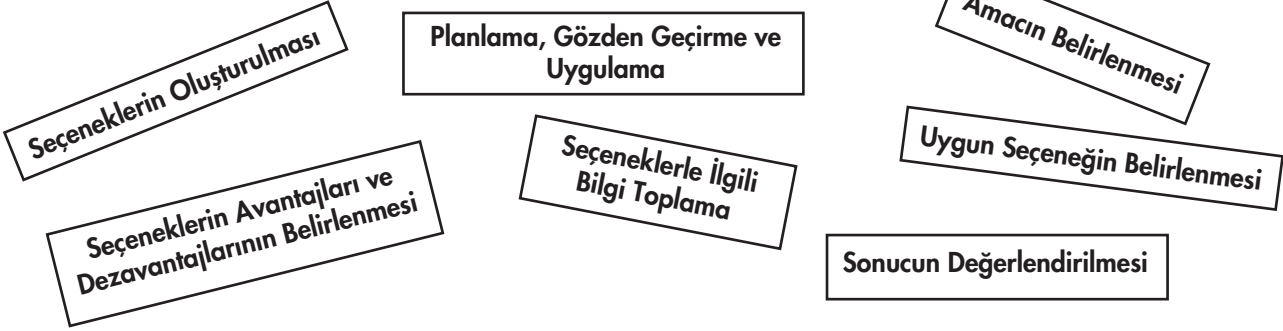 Seçeneklerin Oluşturulması
Planlama, Gözden Geçirme ve
Uygulama
Amacın Belirlenmesi
Seçeneklerin Avantajları ve
Dezavantajlarının Belirlenmesi
Seçeneklerle İlgili
Bilgi Toplama
Uygun Seçeneğin Belirlenmesi
Sonucun Değerlendirilmesi